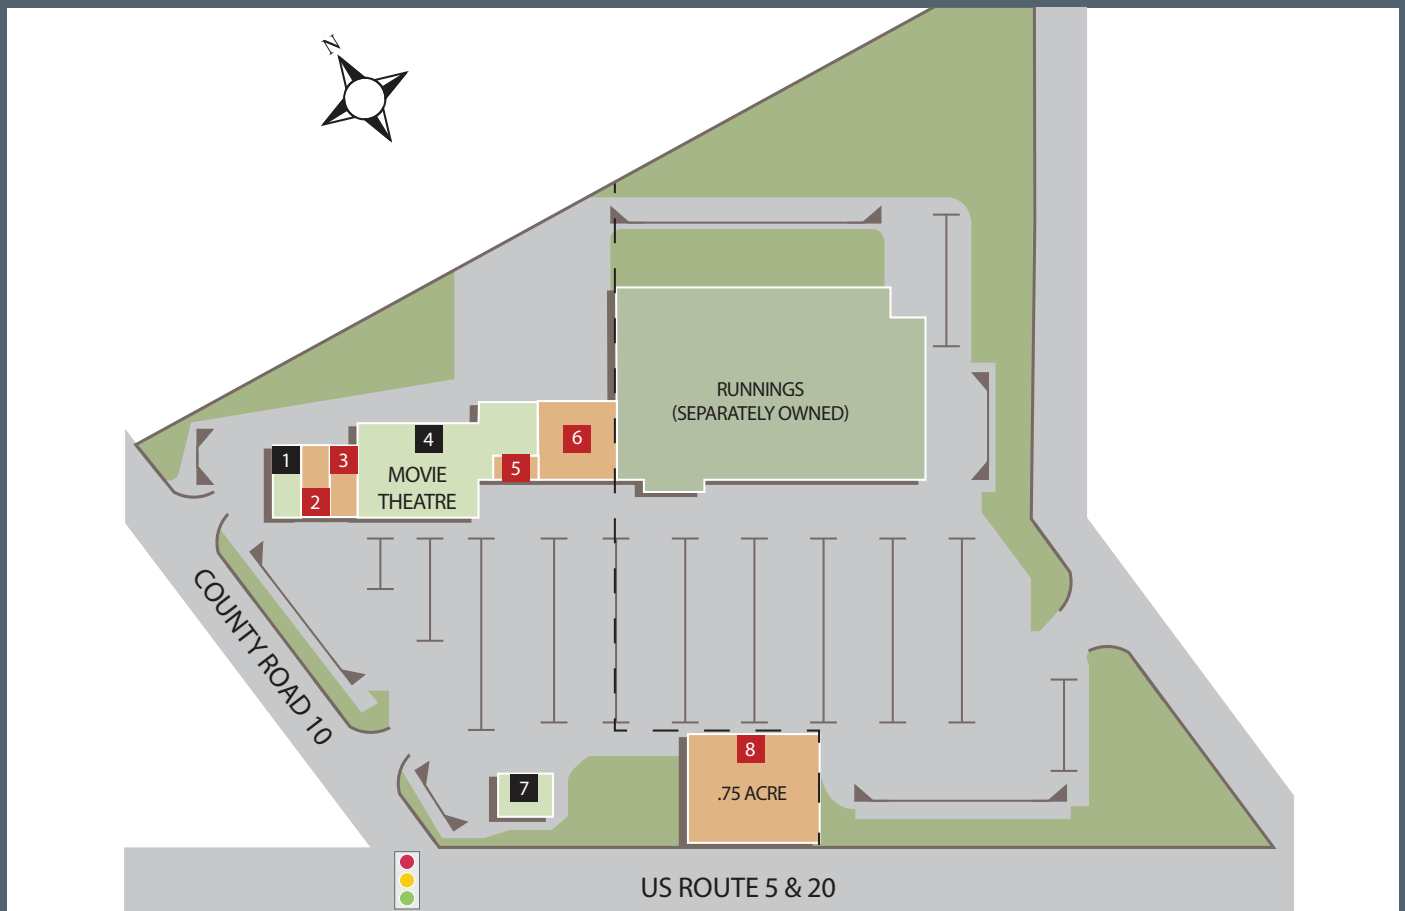 N
RUNNINGS
(SEPARATELY OWNED)
4
6
1
3
5
MOVIE
THEATRE
2
COUNTY ROAD 10
8
7
.75 ACRE
US ROUTE 5 & 20